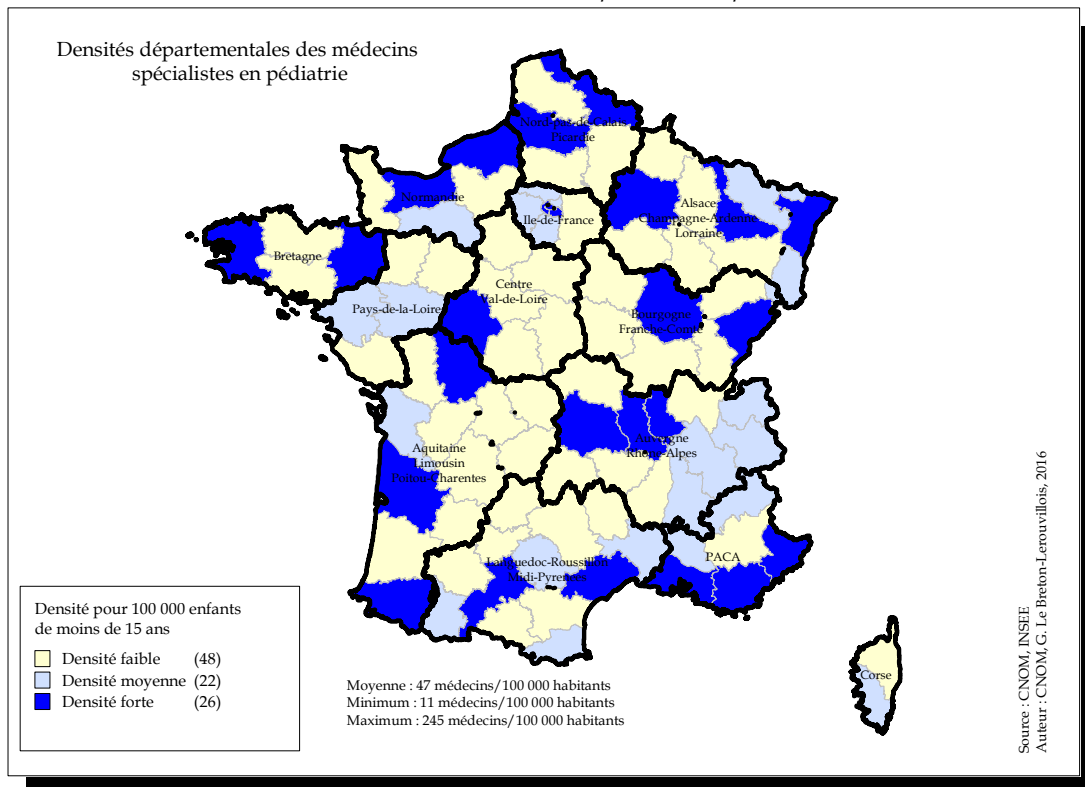 Densités départementales des médecins
spécialistes en pédiatrie
Nord-pas-de-Calais
Picardie
Normandie
Ile-de-France
Alsace
Champagne-Ardenne
Lorraine
Bretagne
Centre
Val-de-Loire
Pays-de-la-Loire
Bourgogne
Franche-Comté
Aquitaine
Limousin
Poitou-Charentes
Auvergne
Rhône-Alpes
PACA
Languedoc-Roussillon
Midi-Pyrénées
Corse
Densité pour 100 000 enfants
de moins de 15 ans
Densité faible (48)
Densité moyenne (22)
Densité forte (26)
Moyenne : 47 médecins/100 000 habitants
Minimum : 11 médecins/100 000 habitants
Maximum : 245 médecins/100 000 habitants
Source : CNOM, INSEE
Auteur : CNOM, G. Le Breton-Lerouvillois, 2016